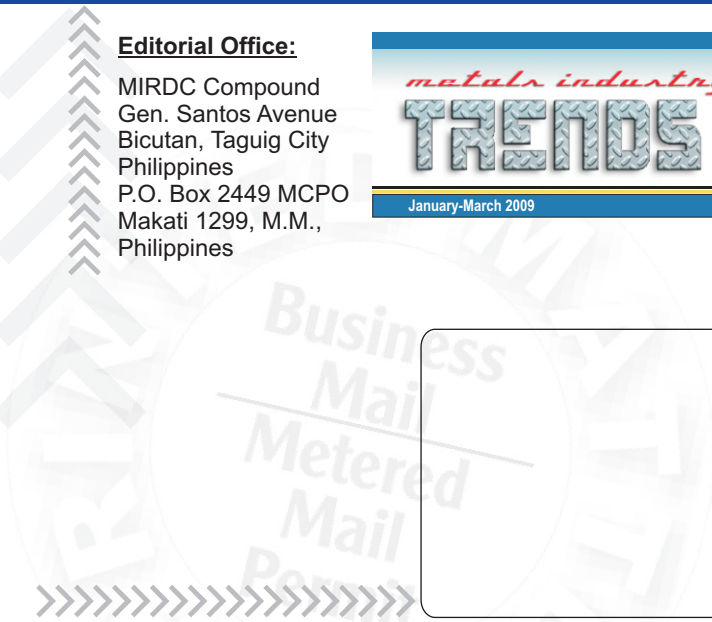 Editorial Office:
MIRDC Compound
Gen. Santos Avenue
Bicutan, Taguig City
Philippines
P.O. Box 2449 MCPO
Makati 1299, M.M.,
Philippines
metals industry
TRENDS
January-March 2009
Business
Mail
Metered
Mail
Permit